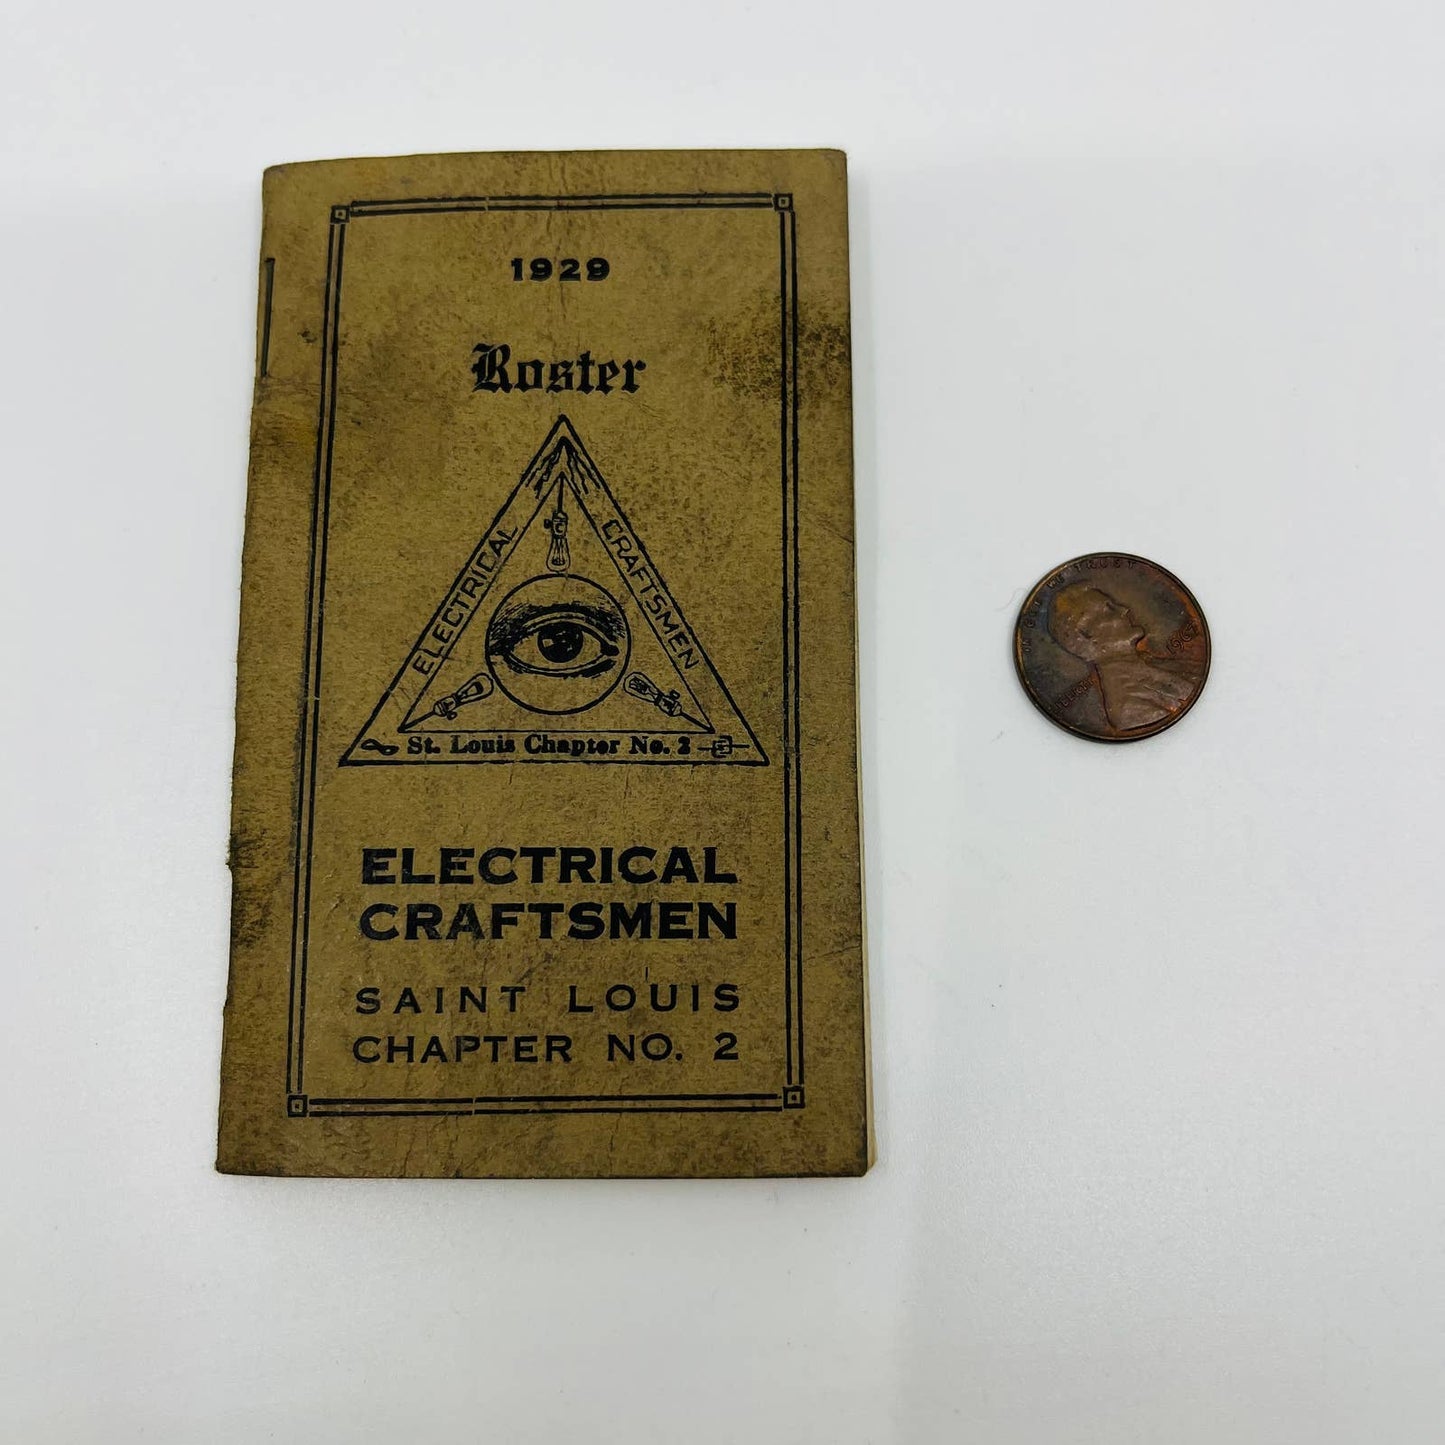 1929
Roster
ELECTRICAL CRAFTSMEN
St. Louis Chapter No. 2
ELECTRICAL
CRAFTSMEN
SAINT LOUIS
CHAPTER NO. 2
IN GOD WE TRUST
LIBERTY